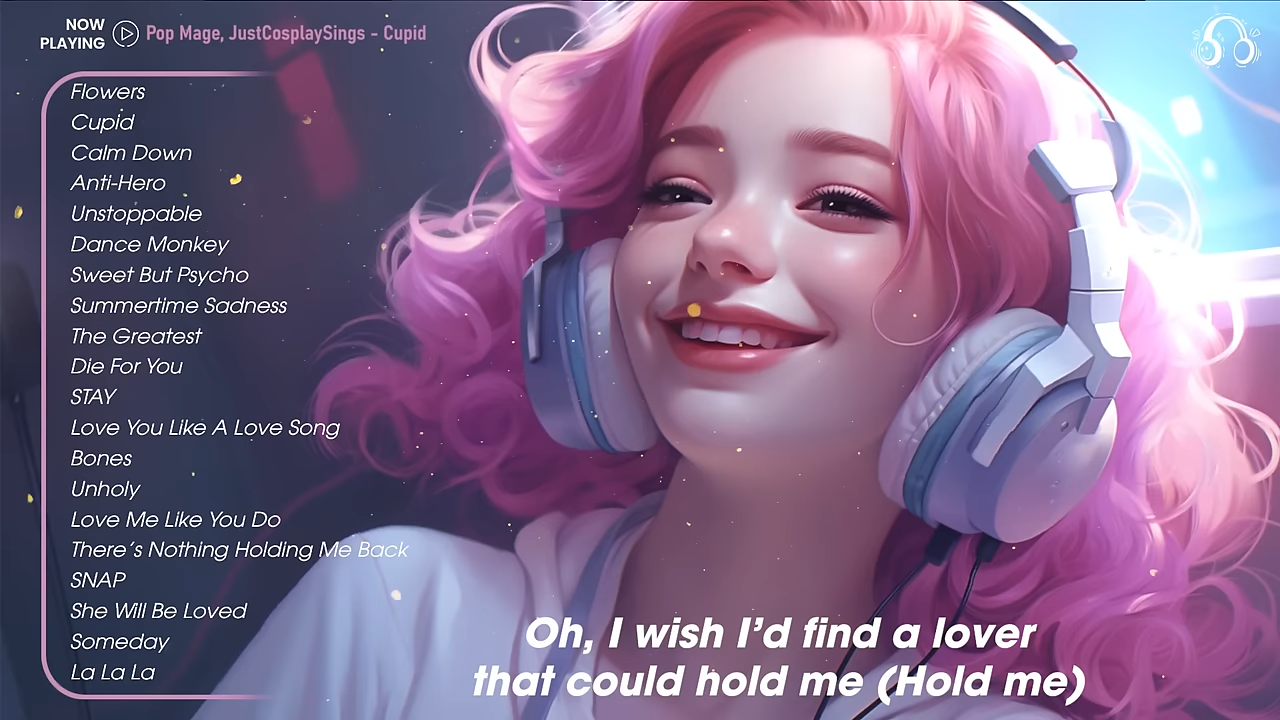 NOW
PLAYING
Pop Mage, JustCosplaySings - Cupid
Flowers
Cupid
Calm Down
Anti-Hero
Unstoppable
Dance Monkey
Sweet But Psycho
Summertime Sadness
The Greatest
Die For You
STAY
Love You Like A Love Song
Bones
Unholy
Love Me Like You Do
There's Nothing Holding Me Back
SNAP
She Will Be Loved
Someday
La La La
Oh, I wish I'd find a lover
that could hold me (Hold me)